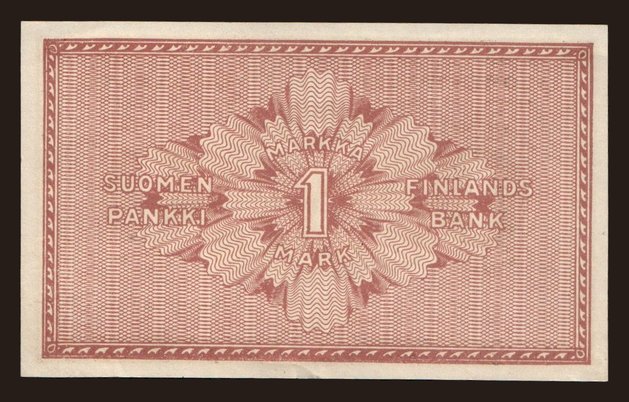 MARKKA
SUOMEN 1 FINLANDS
PANKKI BANK
MARK